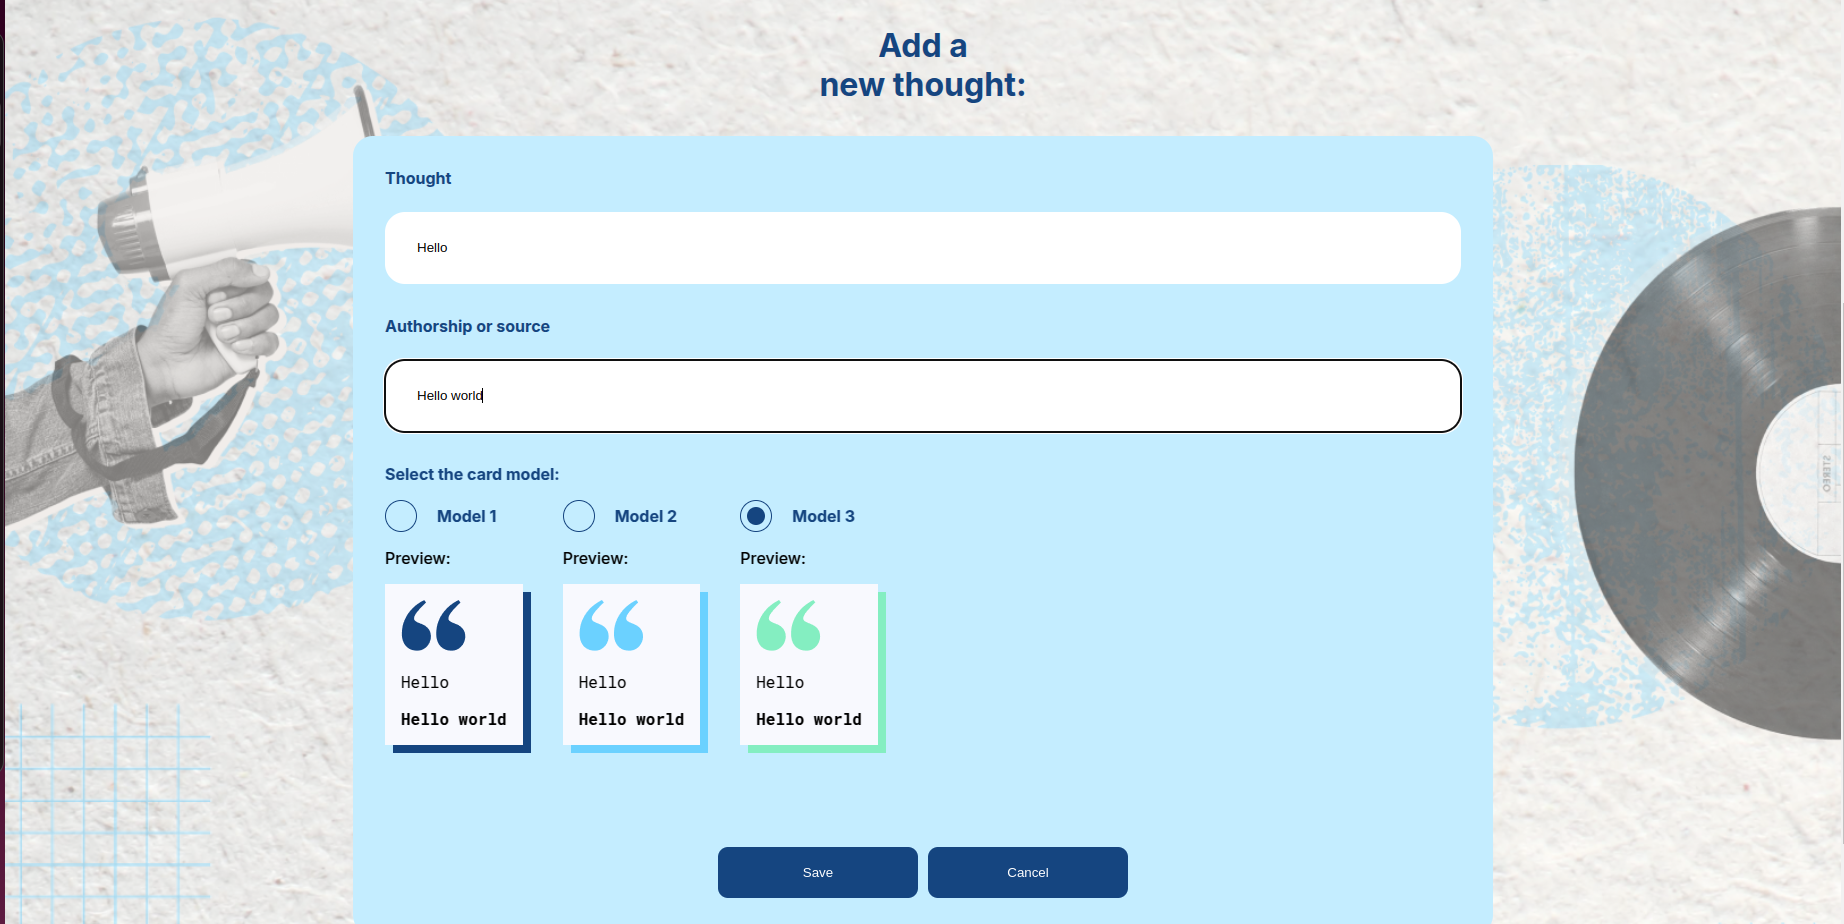 Add a
new thought:
Thought
Hello
Authorship or source
Hello world
Select the card model:
Model 1 Model 2 Model 3
Preview: Preview: Preview:
“ “ “
Hello Hello Hello
Hello world Hello world Hello world
Save Cancel
STEREO